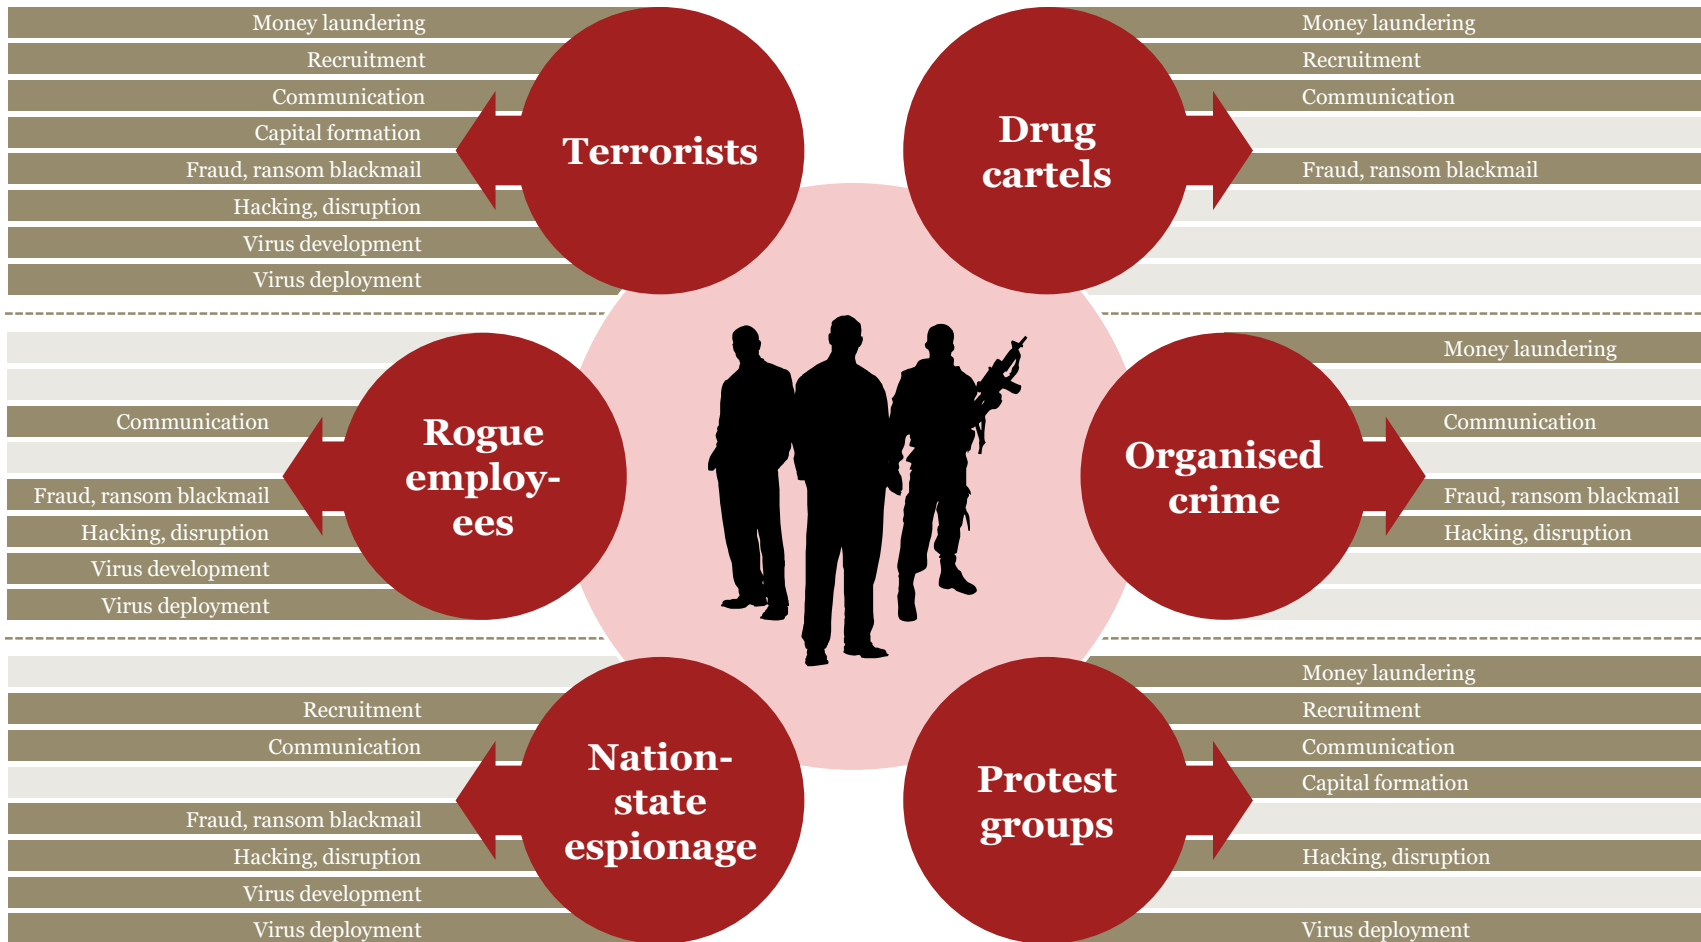 Money laundering
Recruitment
Communication
Capital formation
Fraud, ransom blackmail
Hacking, disruption
Virus development
Virus deployment
Terrorists
Drug
cartels
Money laundering
Recruitment
Communication
Fraud, ransom blackmail
Communication
Fraud, ransom blackmail
Hacking, disruption
Virus development
Virus deployment
Rogue
employ-
ees
Organised
crime
Money laundering
Communication
Fraud, ransom blackmail
Hacking, disruption
Recruitment
Communication
Fraud, ransom blackmail
Hacking, disruption
Virus development
Virus deployment
Nation-
state
espionage
Protest
groups
Money laundering
Recruitment
Communication
Capital formation
Hacking, disruption
Virus deployment